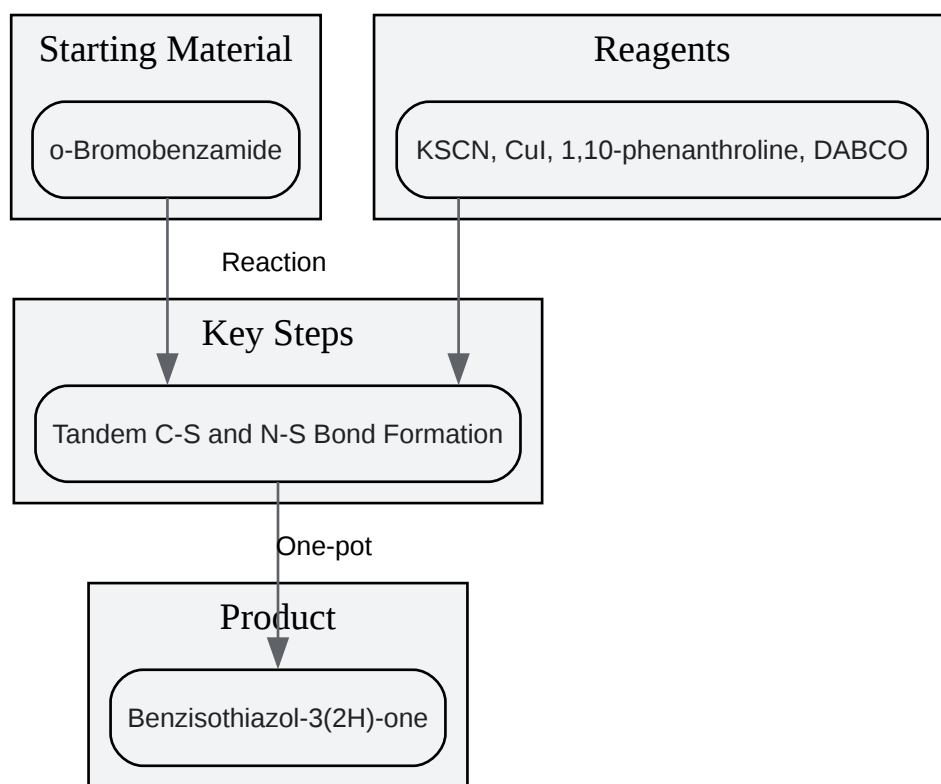 Starting Material
o-Bromobenzamide
Reagents
KSCN, CuI, 1,10-phenanthroline, DABCO
Reaction
Key Steps
Tandem C-S and N-S Bond Formation
One-pot
Product
Benzisothiazol-3(2H)-one